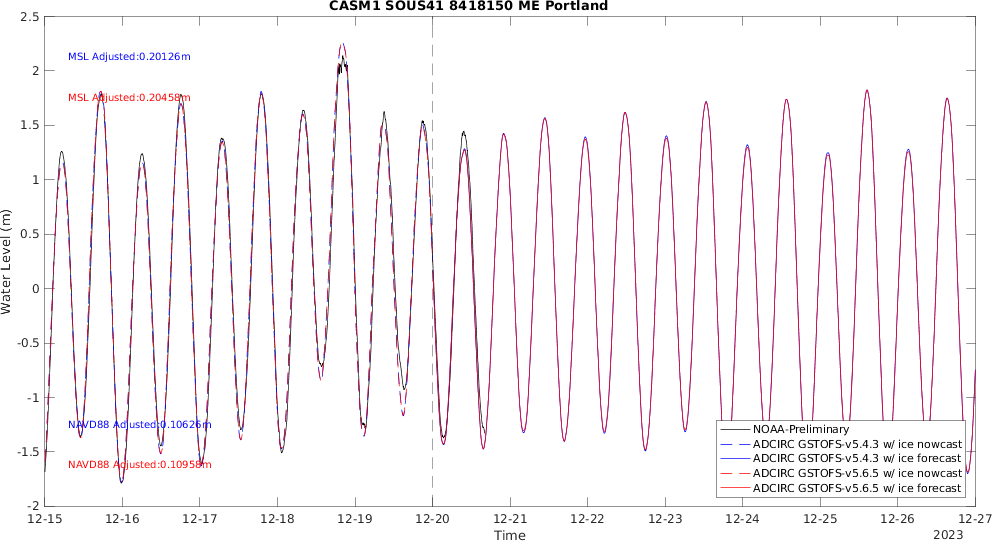 CASM1 SOUS41 8418150 ME Portland
2.5
2
1.5
1
0.5
0
-0.5
-1
-1.5
-2
Water Level (m)
MSL Adjusted:0.20126m
MSL Adjusted:0.20458m
NAVD88 Adjusted:0.10626m
NAVD88 Adjusted:0.10958m
NOAA-Preliminary
ADCIRC GSTOFS-v5.4.3 w/ ice nowcast
ADCIRC GSTOFS-v5.4.3 w/ ice forecast
ADCIRC GSTOFS-v5.6.5 w/ ice nowcast
ADCIRC GSTOFS-v5.6.5 w/ ice forecast
12-15 12-16 12-17 12-18 12-19 12-20 12-21 12-22 12-23 12-24 12-25 12-26 12-27
Time
2023